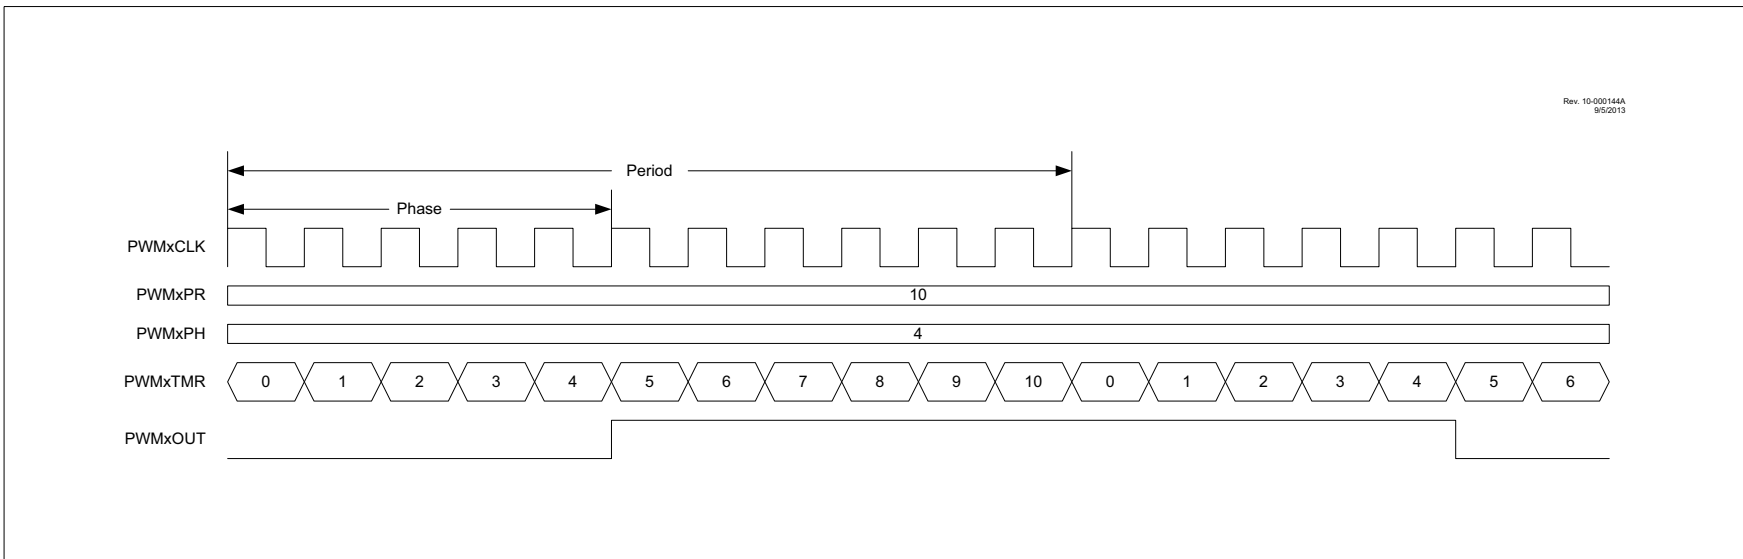 Rev. 10-000144A
9/5/2013
Period
Phase
PWMxCLK
PWMxPR 10
PWMxPH 4
PWMxTMR 0 1 2 3 4 5 6 7 8 9 10 0 1 2 3 4 5 6
PWMxOUT